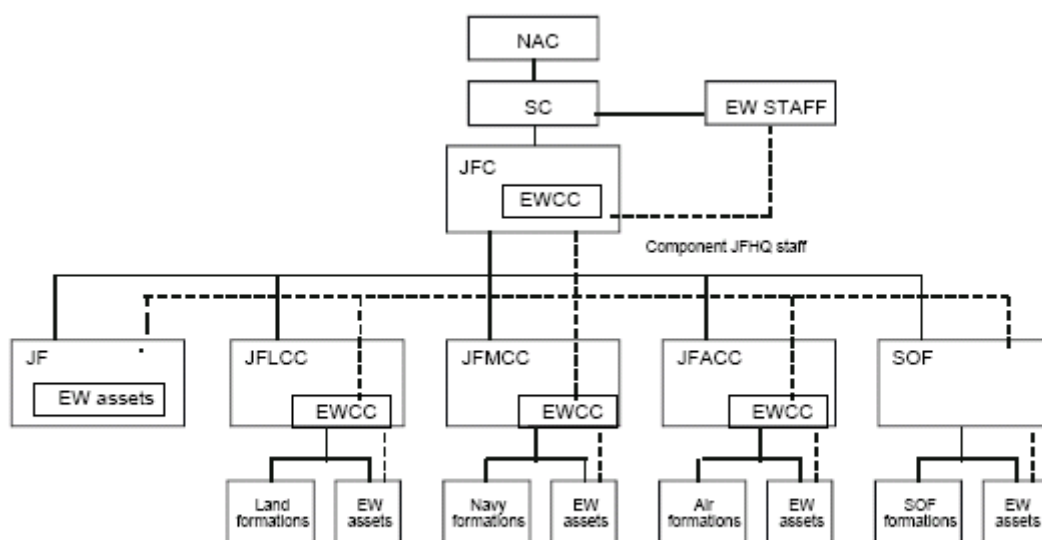 NAC
SC
EW STAFF
JFC
EWCC
Component JFHQ staff
JF
JFLCC
JFMCC
JFACC
SOF
EW assets
EWCC
EWCC
EWCC
Land
formations
EW
assets
Navy
formations
EW
assets
Air
formations
EW
assets
SOF
formations
EW
assets